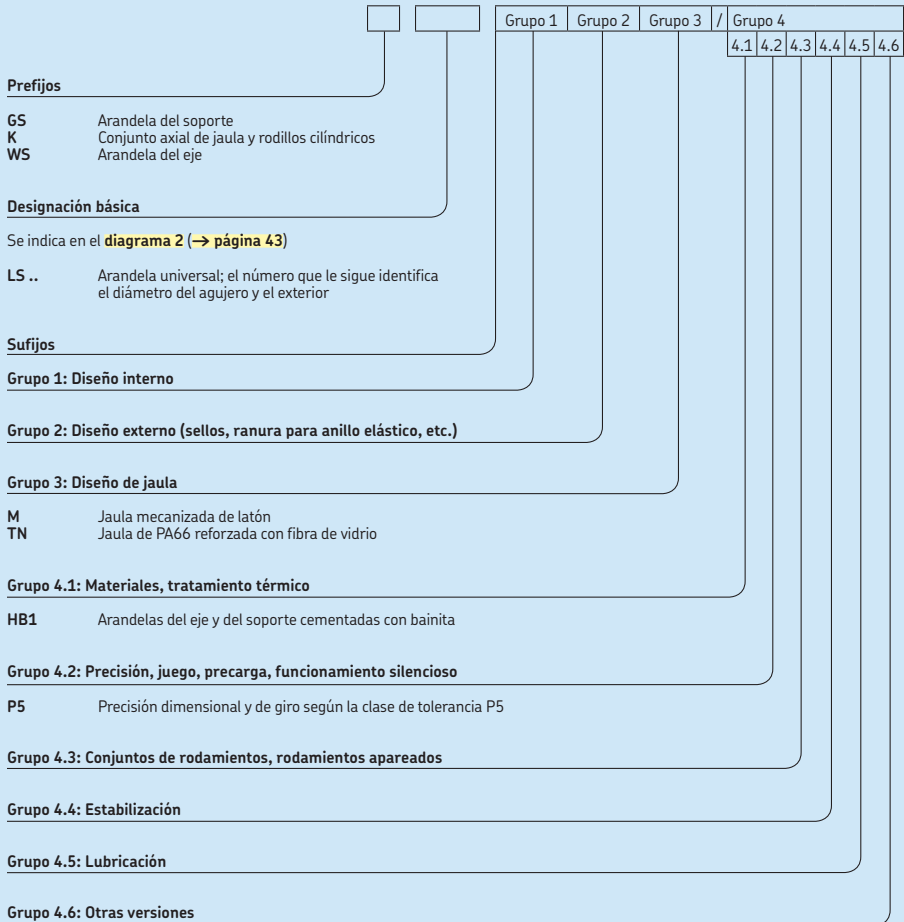 Grupo 1 Grupo 2 Grupo 3 / Grupo 4
4.1 4.2 4.3 4.4 4.5 4.6
Prefijos
GS Arandela del soporte
K Conjunto axial de jaula y rodillos cilíndricos
WS Arandela del eje
Designación básica
Se indica en el diagrama 2 (→ página 43)
LS .. Arandela universal; el número que le sigue identifica
el diámetro del agujero y el exterior
Sufijos
Grupo 1: Diseño interno
Grupo 2: Diseño externo (sellos, ranura para anillo elástico, etc.)
Grupo 3: Diseño de jaula
M Jaula mecanizada de latón
TN Jaula de PA66 reforzada con fibra de vidrio
Grupo 4.1: Materiales, tratamiento térmico
HB1 Arandelas del eje y del soporte cementadas con bainita
Grupo 4.2: Precisión, juego, precarga, funcionamiento silencioso
P5 Precisión dimensional y de giro según la clase de tolerancia P5
Grupo 4.3: Conjuntos de rodamientos, rodamientos apareados
Grupo 4.4: Estabilización
Grupo 4.5: Lubricación
Grupo 4.6: Otras versiones